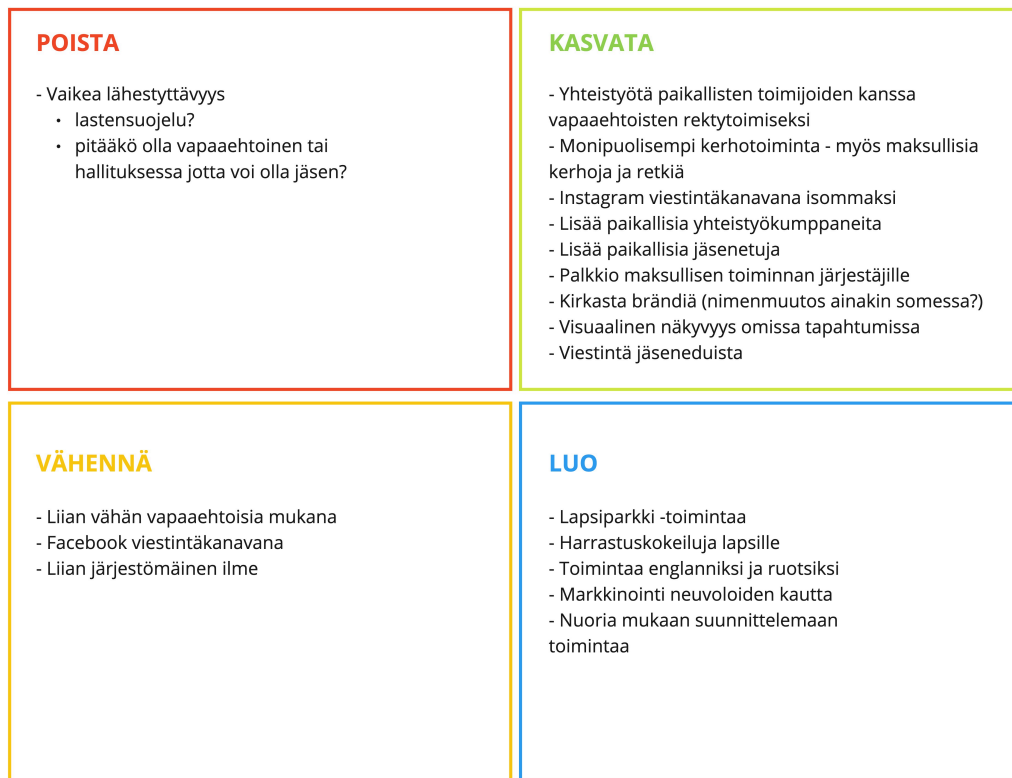 POISTA
- Vaikea lähestyttävyys
• lastensuojelu?
• pitääkö olla vapaaehtoinen tai
hallituksessa jotta voi olla jäsen?
KASVATA
- Yhteistyötä paikallisten toimijoiden kanssa
vapaaehtoisten rektytoimiseksi
- Monipuolisempi kerhotoiminta - myös maksullisia
kerhoja ja retkiä
- Instagram viestintäkanavana isommaksi
- Lisää paikallisia yhteistyökumppaneita
- Lisää paikallisia jäsenetuja
- Palkkio maksullisen toiminnan järjestäjille
- Kirkasta brändiä (nimenmuutos ainakin somessa?)
- Visuaalinen näkyvyys omissa tapahtumissa
- Viestintä jäseneduista
VÄHENNÄ
- Liian vähän vapaaehtoisia mukana
- Facebook viestintäkanavana
- Liian järjestömäinen ilme
LUO
- Lapsiparkki -toimintaa
- Harrastuskokeiluja lapsille
- Toimintaa englanniksi ja ruotsiksi
- Markkinointi neuvoloiden kautta
- Nuoria mukaan suunnittelemaan
toimintaa